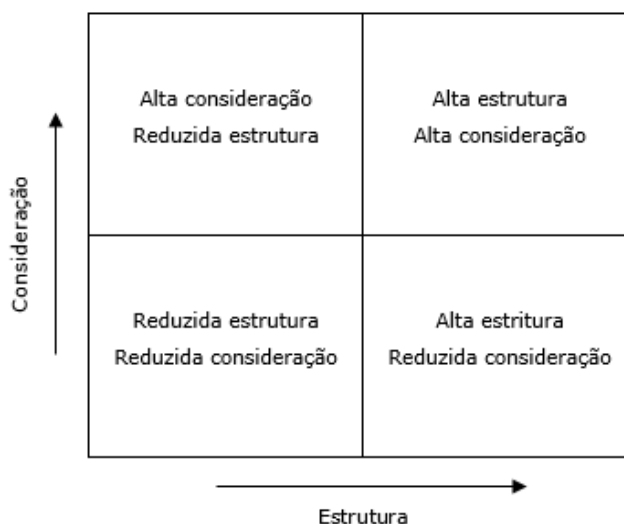 Alta consideração
Reduzida estrutura
Alta estrutura
Alta consideração
Consideração
Reduzida estrutura
Reduzida consideração
Alta estritura
Reduzida consideração
Estrutura